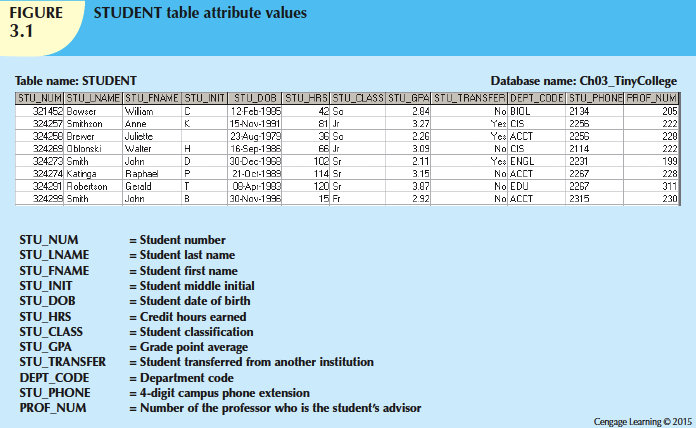 FIGURE 3.1
STUDENT table attribute values
Table name: STUDENT Database name: Ch03_TinyCollege
STU_NUM STU_LNAME STU_FNAME STU_INIT STU_DOB STU_HRS STU_CLASS STU_GPA STU_TRANSFER DEPT_CODE STU_PHONE PROF_NUM
321452 Bowser William C 12-Feb-1985 42 So 2.84 No BIOL 2134 205
324257 Smithson Anne K 15-Nov-1991 81 Jr 3.27 Yes CIS 2256 222
324258 Brewer Juliette 23-Aug-1979 36 So 2.26 Yes ACCT 2256 228
324269 Oblonski Walter H 16-Sep-1986 66 Jr 3.09 No CIS 2114 222
324273 Smith John D 30-Dec-1968 102 Sr 2.11 Yes ENGL 2231 199
324274 Katinga Raphael P 21-Oct-1989 114 Sr 3.15 No ACCT 2267 228
324291 Robertson Gerald T 08-Apr-1983 120 Sr 3.87 No EDU 2267 311
324299 Smith John B 30-Nov-1996 15 Fr 2.92 No ACCT 2315 230
STU_NUM = Student number
STU_LNAME = Student last name
STU_FNAME = Student first name
STU_INIT = Student middle initial
STU_DOB = Student date of birth
STU_HRS = Credit hours earned
STU_CLASS = Student classification
STU_GPA = Grade point average
STU_TRANSFER = Student transferred from another institution
DEPT_CODE = Department code
STU_PHONE = 4-digit campus phone extension
PROF_NUM = Number of the professor who is the student’s advisor
Cengage Learning © 2015